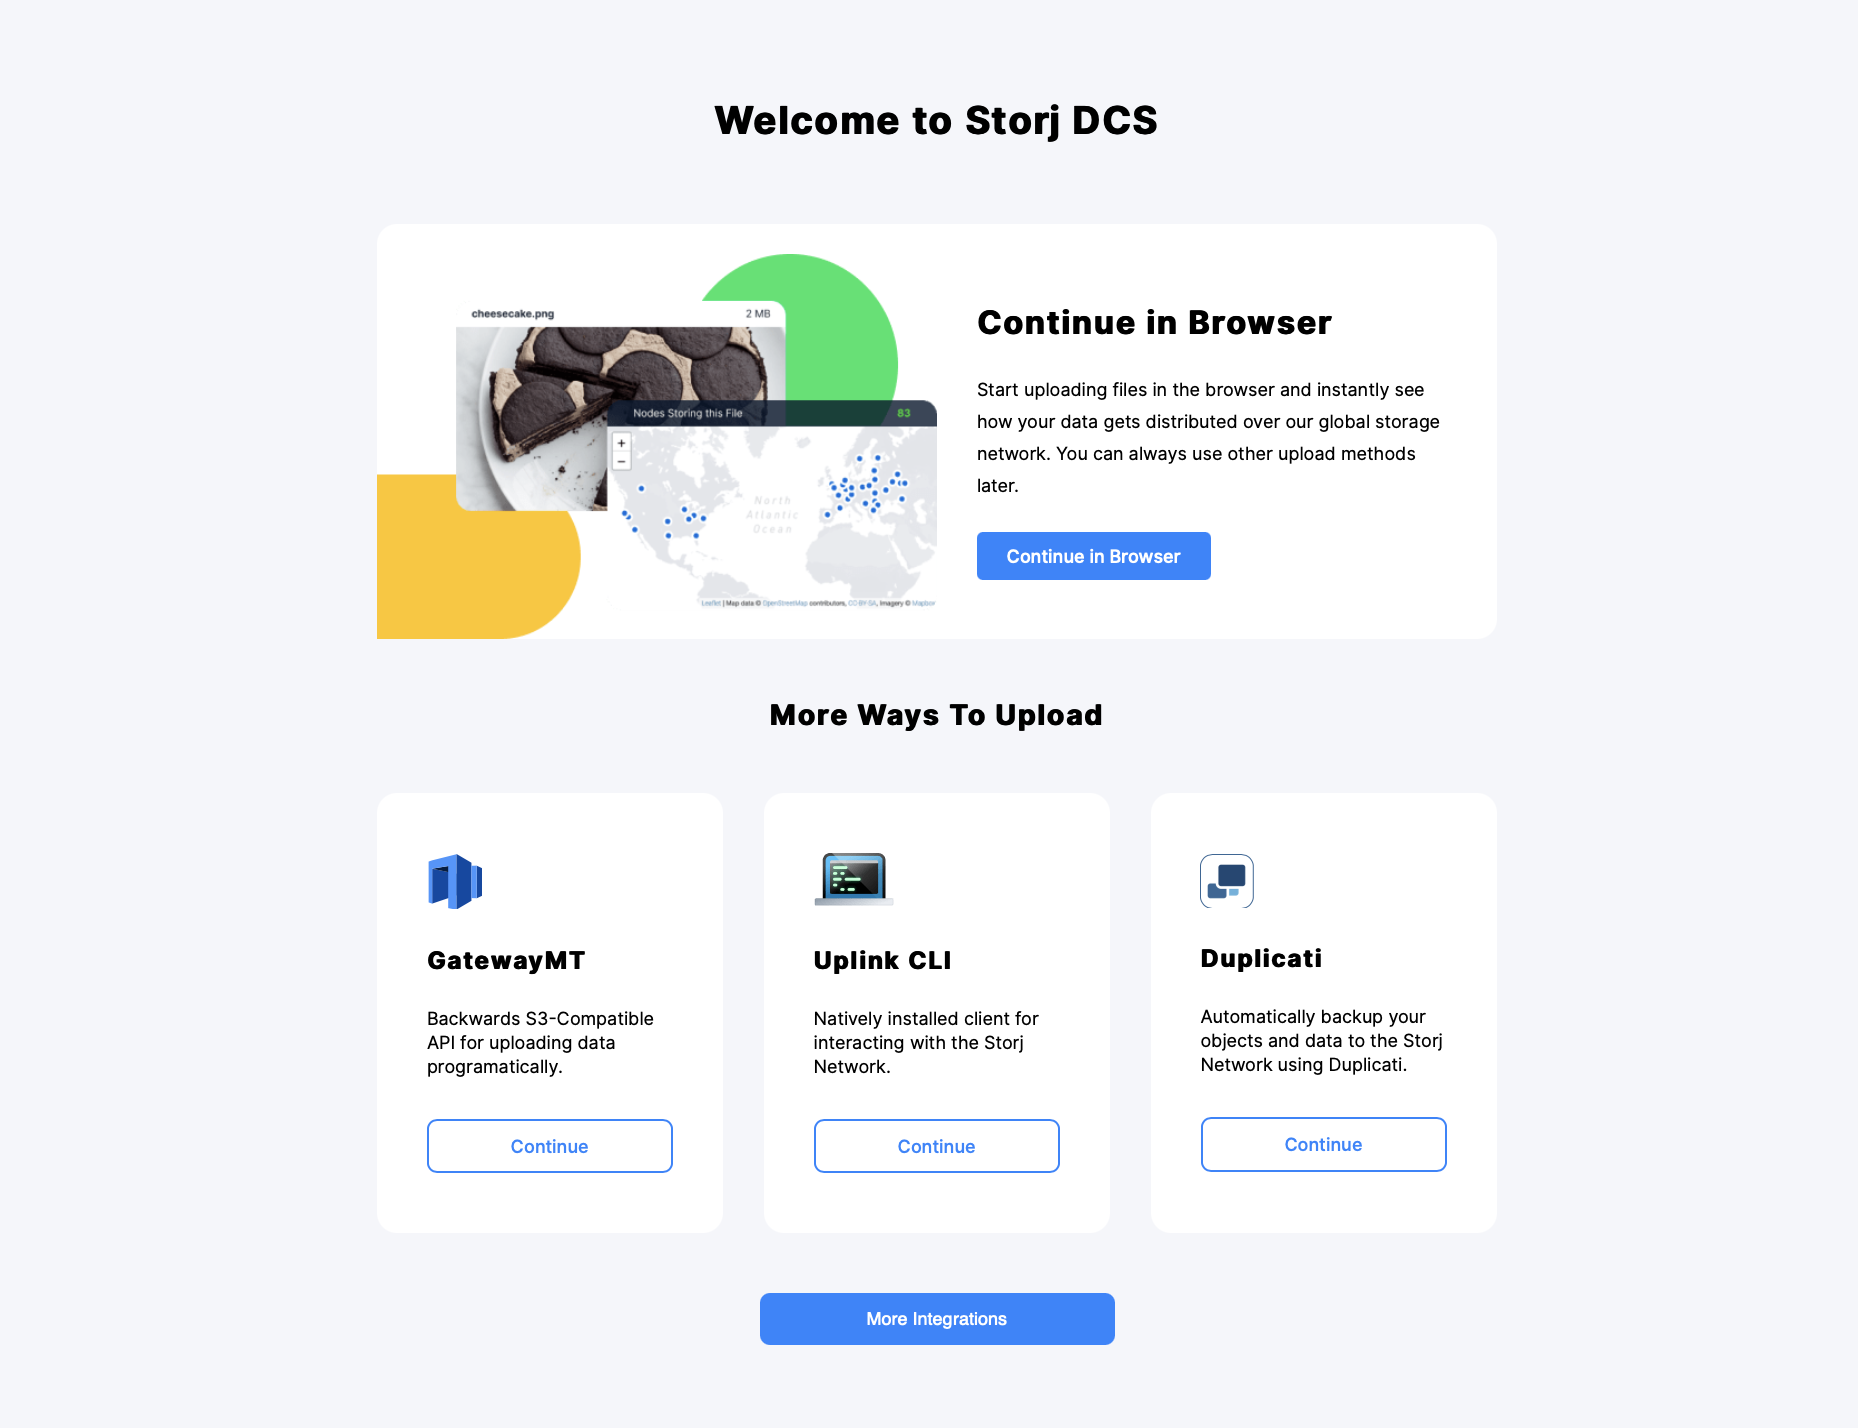 Welcome to Storj DCS
cheesecake.png 2 MB
Nodes Storing this File 83
+
−
North
Atlantic
Ocean
Leaflet | Map data © OpenStreetMap contributors, CC-BY-SA, Imagery © Mapbox
Continue in Browser
Start uploading files in the browser and instantly see
how your data gets distributed over our global storage
network. You can always use other upload methods
later.
Continue in Browser
More Ways To Upload
GatewayMT
Backwards S3-Compatible
API for uploading data
programatically.
Continue
Uplink CLI
Natively installed client for
interacting with the Storj
Network.
Continue
Duplicati
Automatically backup your
objects and data to the Storj
Network using Duplicati.
Continue
More Integrations